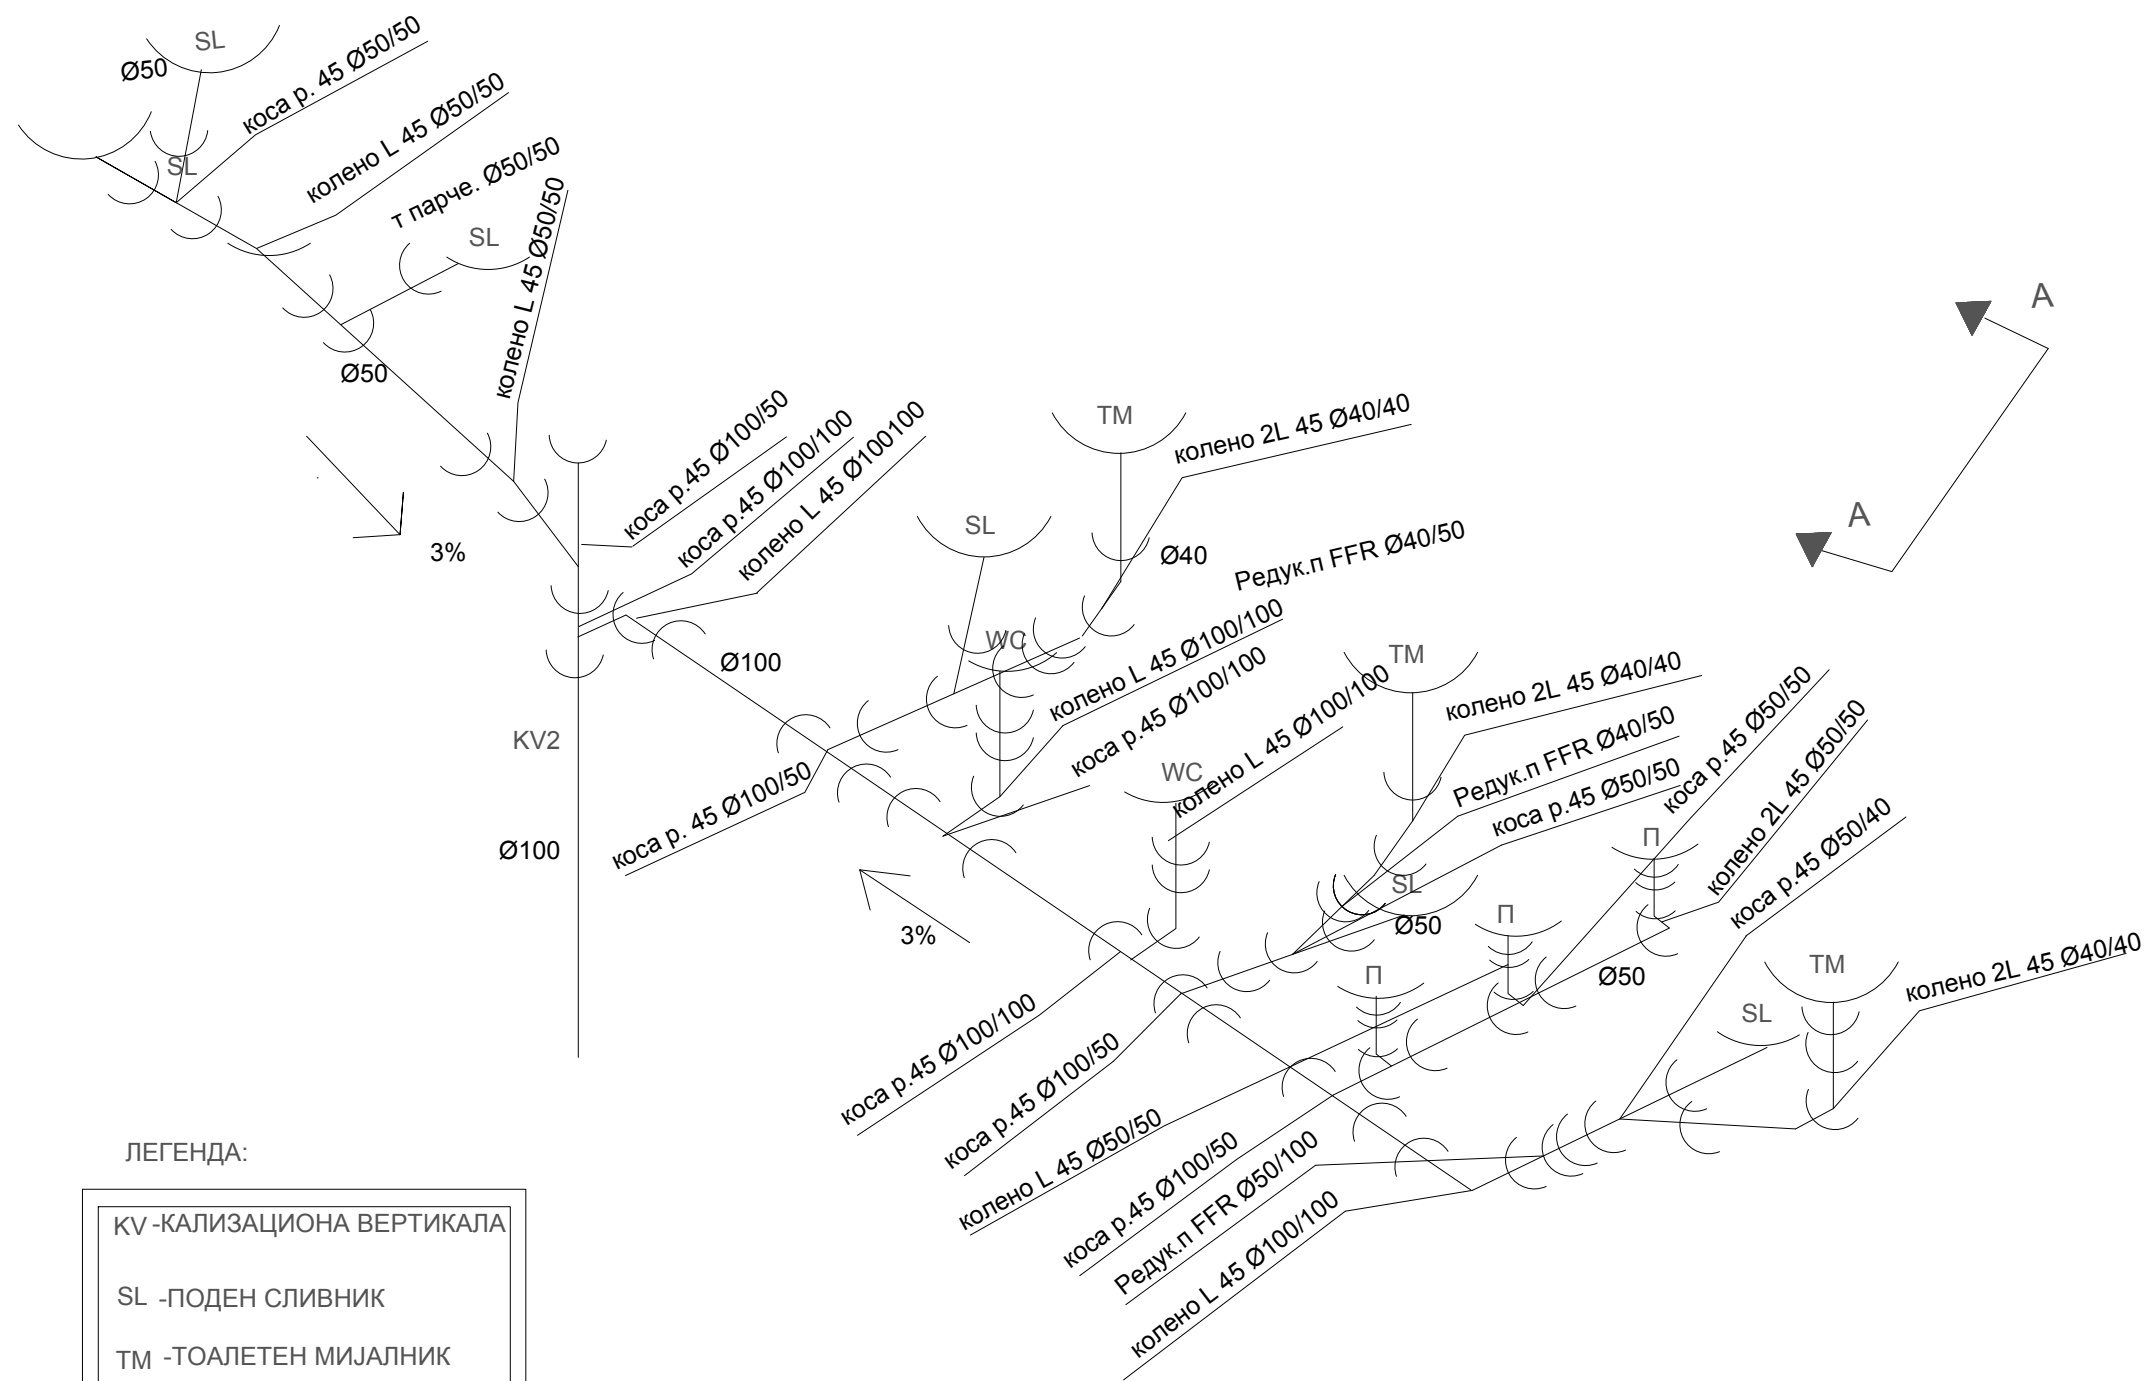 SL
Ø50
коса р. 45 Ø50/50
SL
колено L 45 Ø50/50
т парче. Ø50/50
SL
колено L 45 Ø50/50
Ø50
3%
коса р.45 Ø100/50
коса р.45 Ø100/100
колено L 45 Ø100100
TM
колено 2L 45 Ø40/40
SL
Ø40
Редук.п FFR Ø40/50
WC
колено L 45 Ø100/100
коса р.45 Ø100/100
Ø100
KV2
Ø100
коса р. 45 Ø100/50
3%
WC
колено L 45 Ø100/100
TM
колено 2L 45 Ø40/40
Редук.п FFR Ø40/50
коса р.45 Ø50/50
SL
Ø50
коса р.45 Ø50/50
колено 2L 45 Ø50/50
коса р.45 Ø50/40
П
П
П
Ø50
TM
SL
колено 2L 45 Ø40/40
A
A
коса р.45 Ø100/100
коса р.45 Ø100/50
колено L 45 Ø50/50
коса р.45 Ø100/50
Редук.п FFR Ø50/100
колено L 45 Ø100/100
ЛЕГЕНДА:
KV -КАЛИЗАЦИОНА ВЕРТИКАЛА
SL -ПОДЕН СЛИВНИК
TM -ТОАЛЕТЕН МИЈАЛНИК